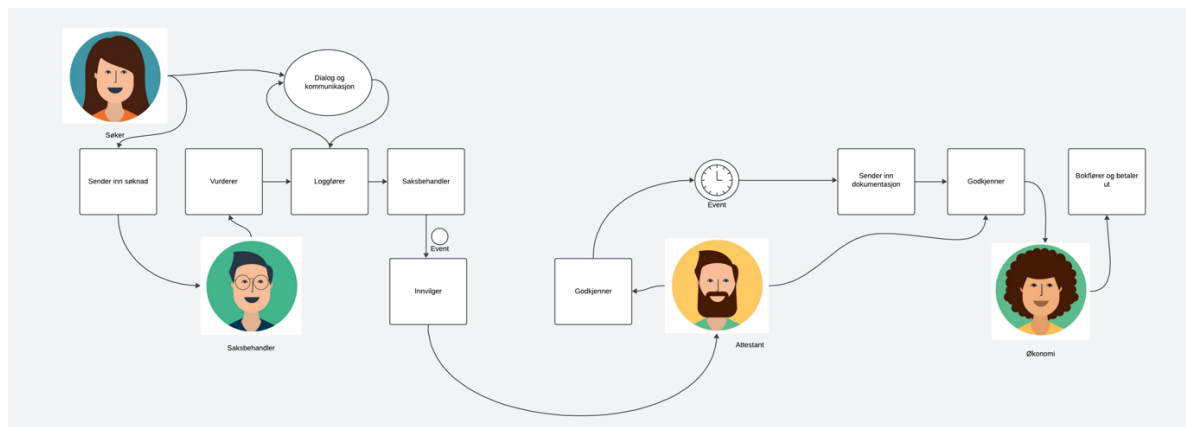 Dialog og
kommunikasjon
Søker
Sender inn søknad
Vurderer
Loggfører
Saksbehandler
Event
Innvilger
Saksbehandler
Event
Sender inn
dokumentasjon
Godkjenner
Bokflører og betaler
ut
Godkjenner
Attestant
Økonomi